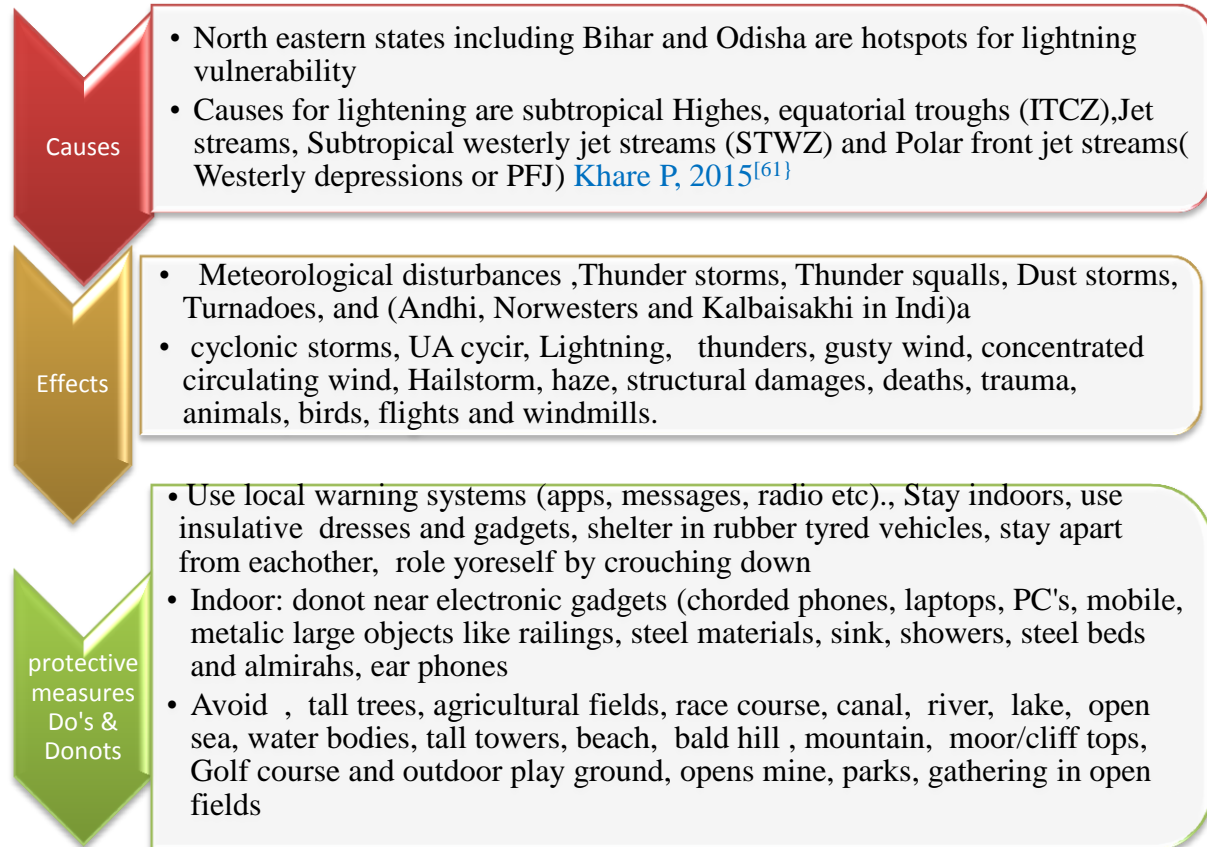 Causes
• North eastern states including Bihar and Odisha are hotspots for lightning
vulnerability
• Causes for lightening are subtropical Highes, equatorial troughs (ITCZ),Jet
streams, Subtropical westerly jet streams (STWZ) and Polar front jet streams(
Westerly depressions or PFJ) Khare P, 2015[61}
Effects
• Meteorological disturbances ,Thunder storms, Thunder squalls, Dust storms,
Turnadoes, and (Andhi, Norwesters and Kalbaisakhi in Indi)a
• cyclonic storms, UA cycir, Lightning, thunders, gusty wind, concentrated
circulating wind, Hailstorm, haze, structural damages, deaths, trauma,
animals, birds, flights and windmills.
protective
measures
Do's &
Donots
• Use local warning systems (apps, messages, radio etc)., Stay indoors, use
insulative dresses and gadgets, shelter in rubber tyred vehicles, stay apart
from eachother, role yoreself by crouching down
• Indoor: donot near electronic gadgets (chorded phones, laptops, PC's, mobile,
metalic large objects like railings, steel materials, sink, showers, steel beds
and almirahs, ear phones
• Avoid , tall trees, agricultural fields, race course, canal, river, lake, open
sea, water bodies, tall towers, beach, bald hill , mountain, moor/cliff tops,
Golf course and outdoor play ground, opens mine, parks, gathering in open
fields